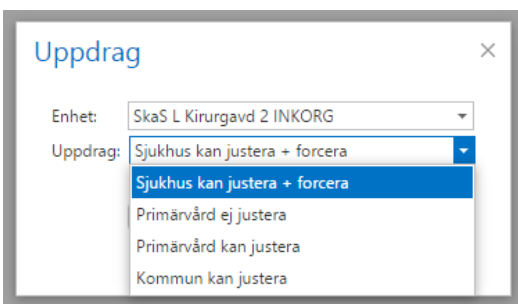 Uppdrag
Enhet: SkaS L Kirurgavd 2 INKORG
Uppdrag: Sjukhus kan justera + forcera
Sjukhus kan justera + forcera
Primärvård ej justera
Primärvård kan justera
Kommun kan justera